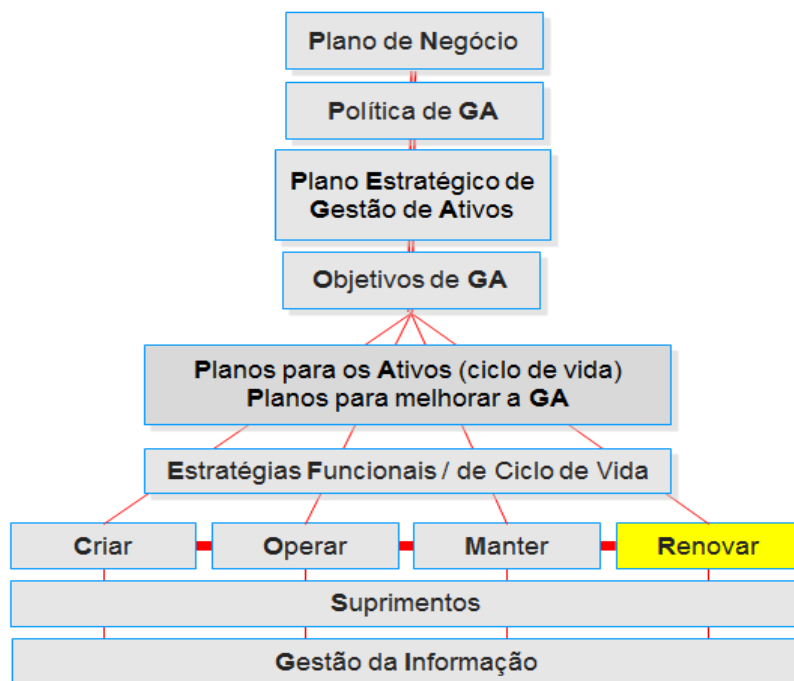 Plano de Negócio
Política de GA
Plano Estratégico de
Gestão de Ativos
Objetivos de GA
Planos para os Ativos (ciclo de vida)
Planos para melhorar a GA
Estratégias Funcionais / de Ciclo de Vida
Criar
Operar
Manter
Renovar
Suprimentos
Gestão da Informação